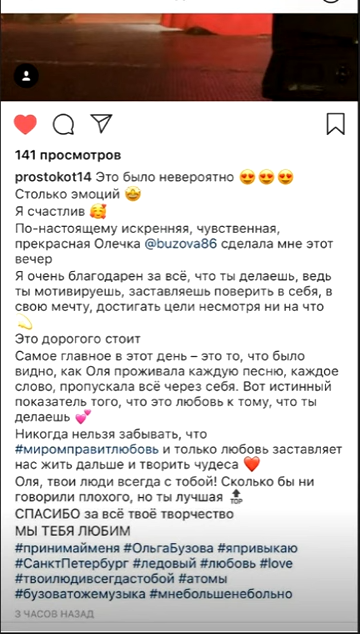 141 просмотров
prostokot14 Это было невероятно 😍😍😍
Столько эмоций 🤩
Я счастлив 🥰
По-настоящему искренняя, чувственная,
прекрасная Олечка @buzova86 сделала мне этот
вечер
Я очень благодарен за всё, что ты делаешь, ведь
ты мотивируешь, заставляешь поверить в себя, в
свою мечту, достигать цели несмотря ни на что
💫
Это дорогого стоит
Самое главное в этот день – это то, что было
видно, как Оля проживала каждую песню, каждое
слово, пропускала всё через себя. Вот истинный
показатель того, что это любовь к тому, что ты
делаешь 💕
Никогда нельзя забывать, что
#миромправитлюбовь и только любовь заставляет
нас жить дальше и творить чудеса ❤️
Оля, твои люди всегда с тобой! Сколько бы ни
говорили плохого, но ты лучшая 🔝
СПАСИБО за всё твоё творчество
МЫ ТЕБЯ ЛЮБИМ
#принимайменя #ОльгаБузова #япривыкаю
#СанктПетербург #ледовый #любовь #love
#твоилюдивсегдастобой #атомы
#бузоватожемузыка #мнебольшенебольно
3 ЧАСОВ НАЗАД